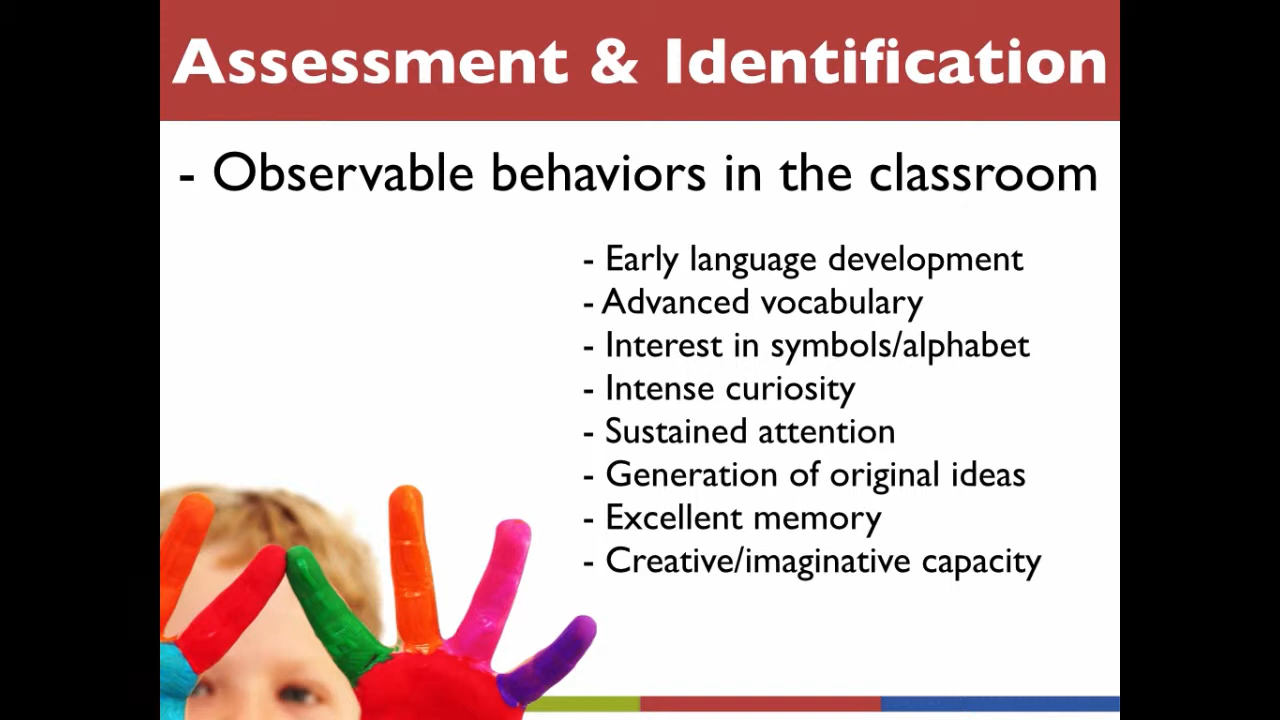 Assessment & Identification
- Observable behaviors in the classroom
- Early language development
- Advanced vocabulary
- Interest in symbols/alphabet
- Intense curiosity
- Sustained attention
- Generation of original ideas
- Excellent memory
- Creative/imaginative capacity